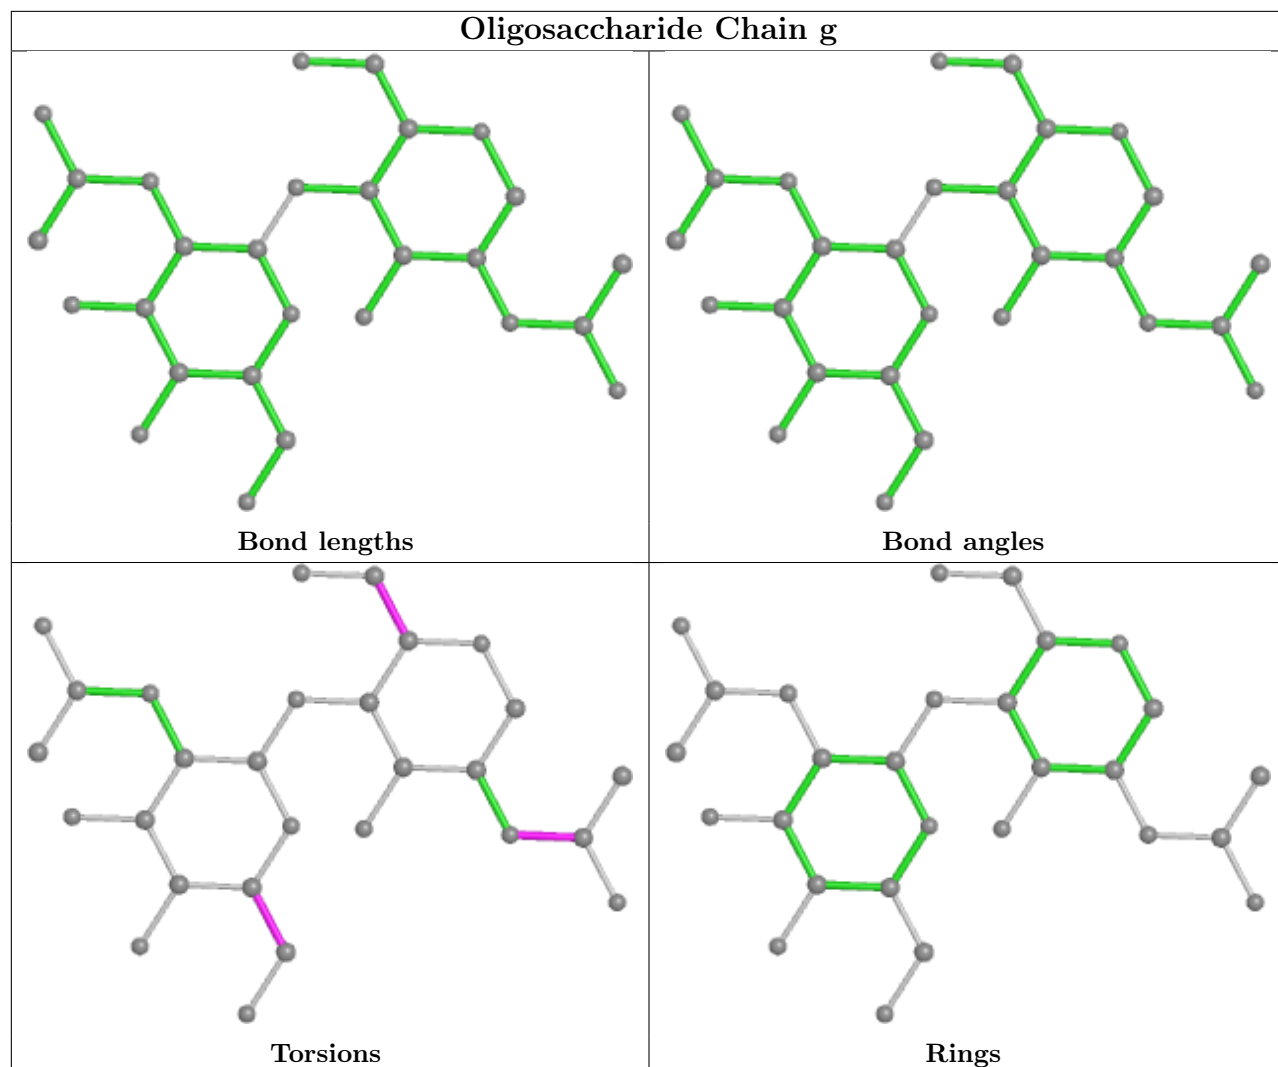 Oligosaccharide Chain g
Bond lengths
Bond angles
Torsions
Rings